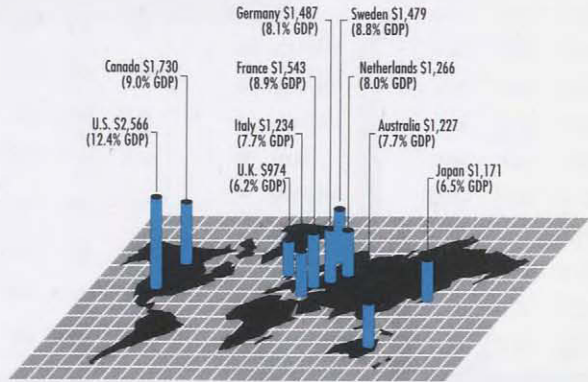 Germany $1,487
(8.1% GDP)
Sweden $1,479
(8.8% GDP)
Canada $1,730
(9.0% GDP)
France $1,543
(8.9% GDP)
Netherlands $1,266
(8.0% GDP)
U.S. $2,566
(12.4% GDP)
Italy $1,234
(7.7% GDP)
Australia $1,227
(7.7% GDP)
U.K. $974
(6.2% GDP)
Japan $1,171
(6.5% GDP)